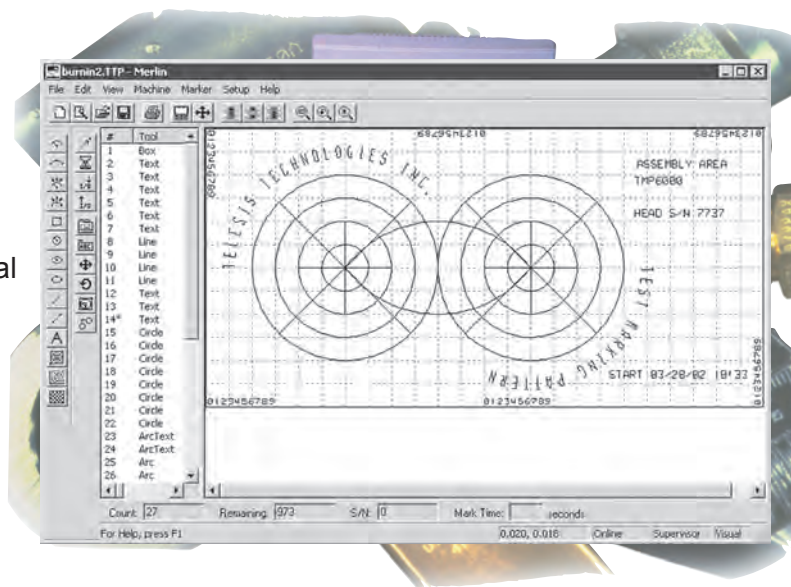 al
burnin2.TTP - Merlin
File Edit View Machine Marker Setup Help
# Tool
1 Box
2 Text
3 Text
4 Text
5 Text
6 Text
7 Text
8 Line
9 Line
10 Line
11 Line
12 Text
13 Text
14* Text
15 Circle
16 Circle
17 Circle
18 Circle
19 Circle
20 Circle
21 Circle
22 Circle
23 ArcText
24 ArcText
25 Arc
26 Arc
0123456789
TELESIS TECHNOLOGIES INC.
ASSEMBLY AREA
TMP6000
HEAD S/N 7737
TEST MARKING PATTERN
START 03/28/02 10:33
0123456789
0123456789
0123456789
Count: 27 Remaining: 973 S/N: 0 Mark Time: seconds
For Help, press F1 0.020, 0.018 Online Supervisor Visual